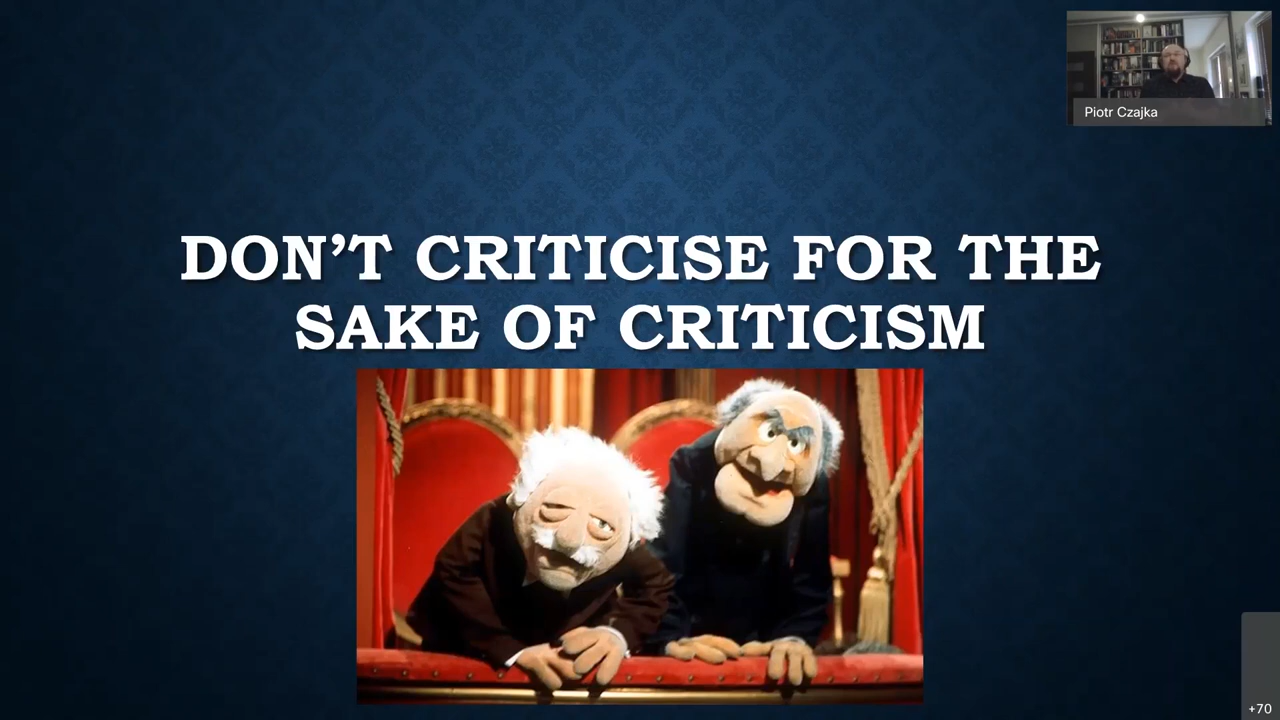 Piotr Czajka
DON'T CRITICISE FOR THE
SAKE OF CRITICISM
+70